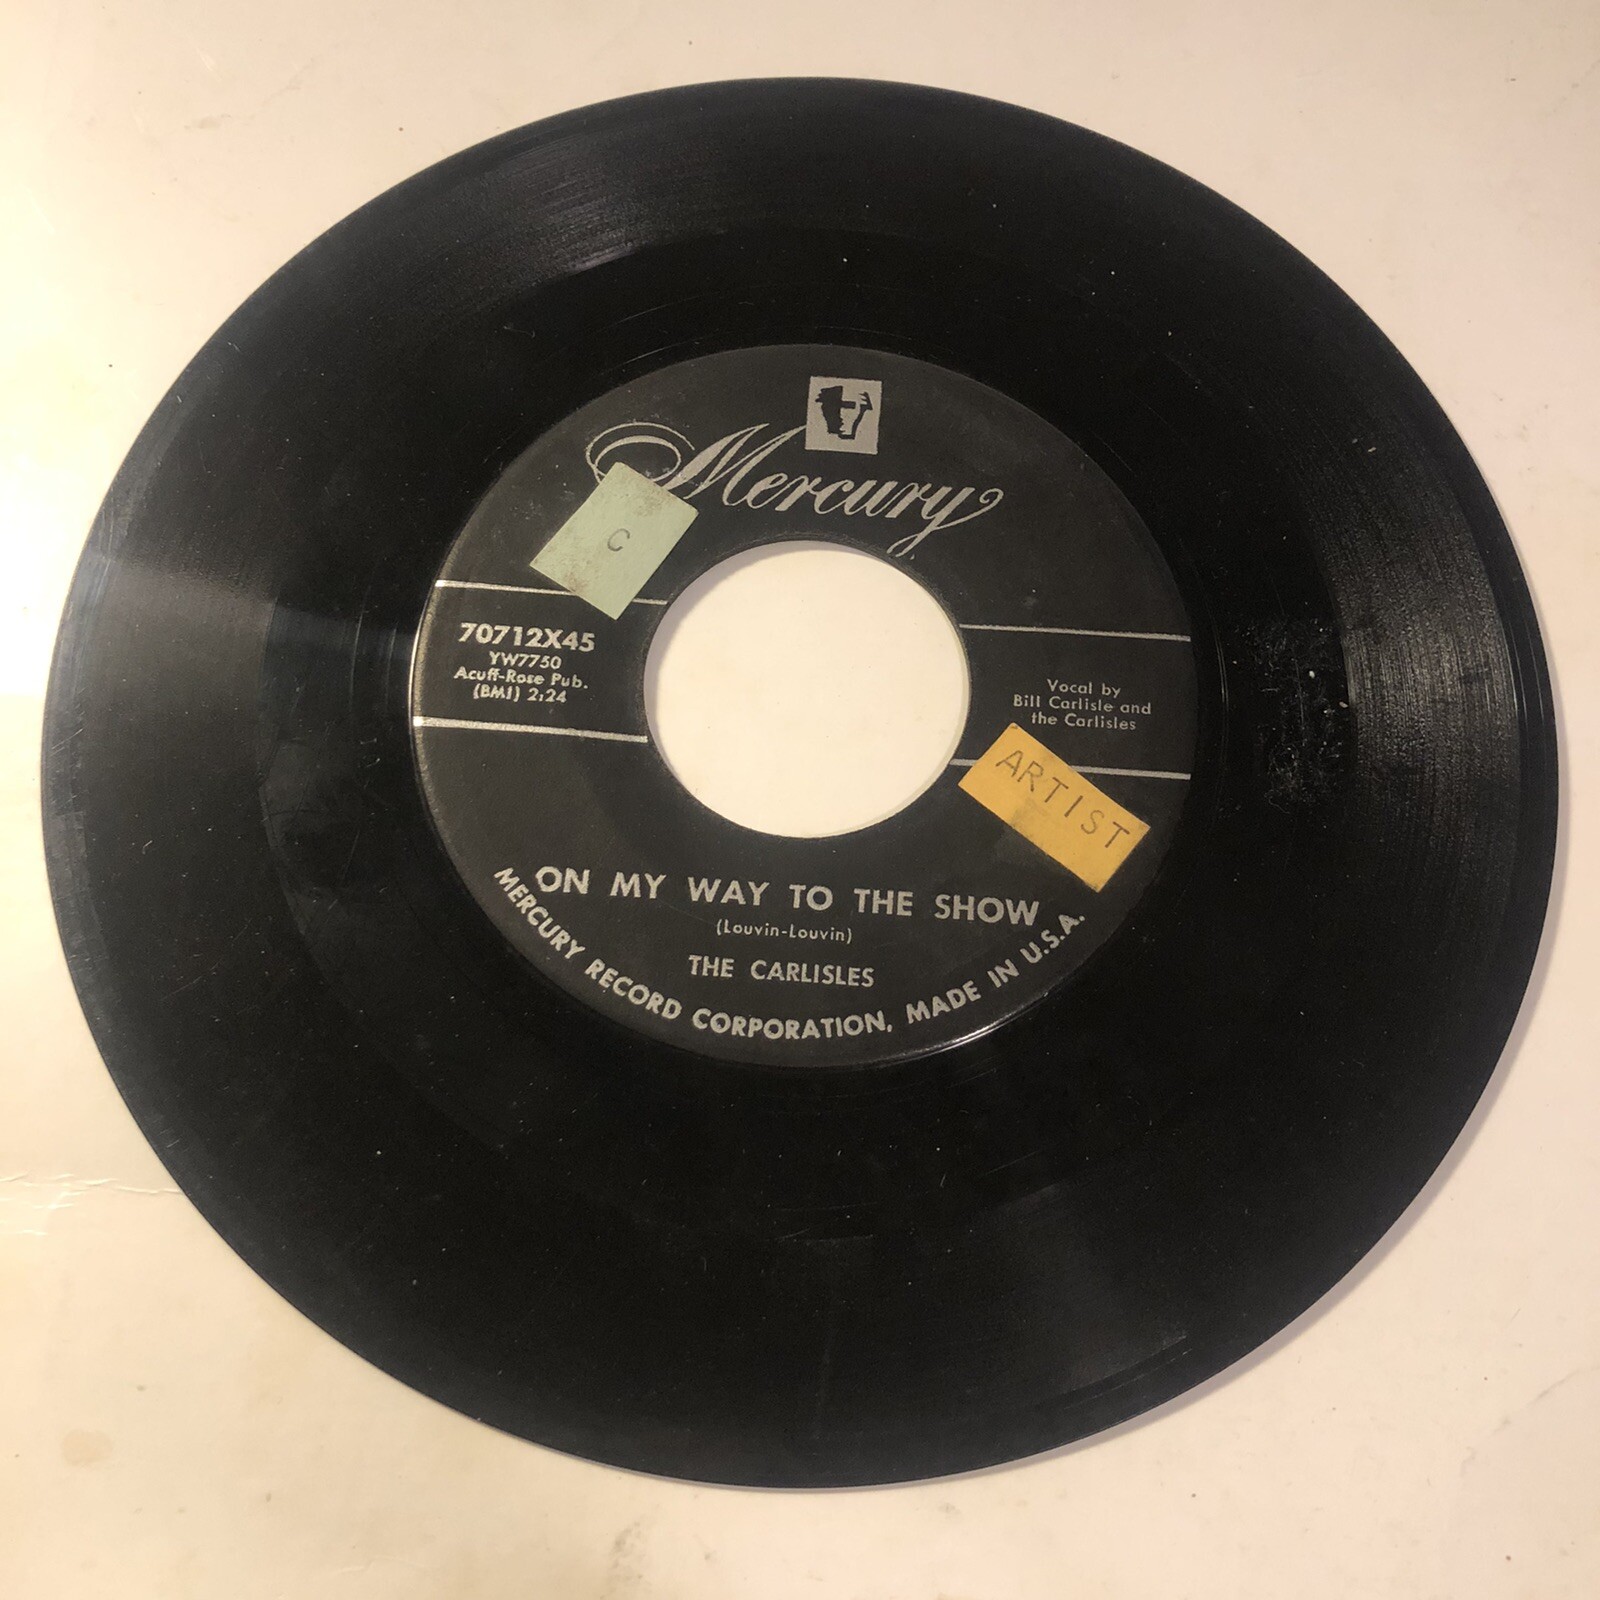 Mercury
C
70712X45
YW7750
Acuff-Rose Pub.
(BMI) 2:24
Vocal by
Bill Carlisle and
the Carlisles
ARTIST
ON MY WAY TO THE SHOW
(Louvin-Louvin)
THE CARLISLES
MERCURY RECORD CORPORATION, MADE IN U.S.A.